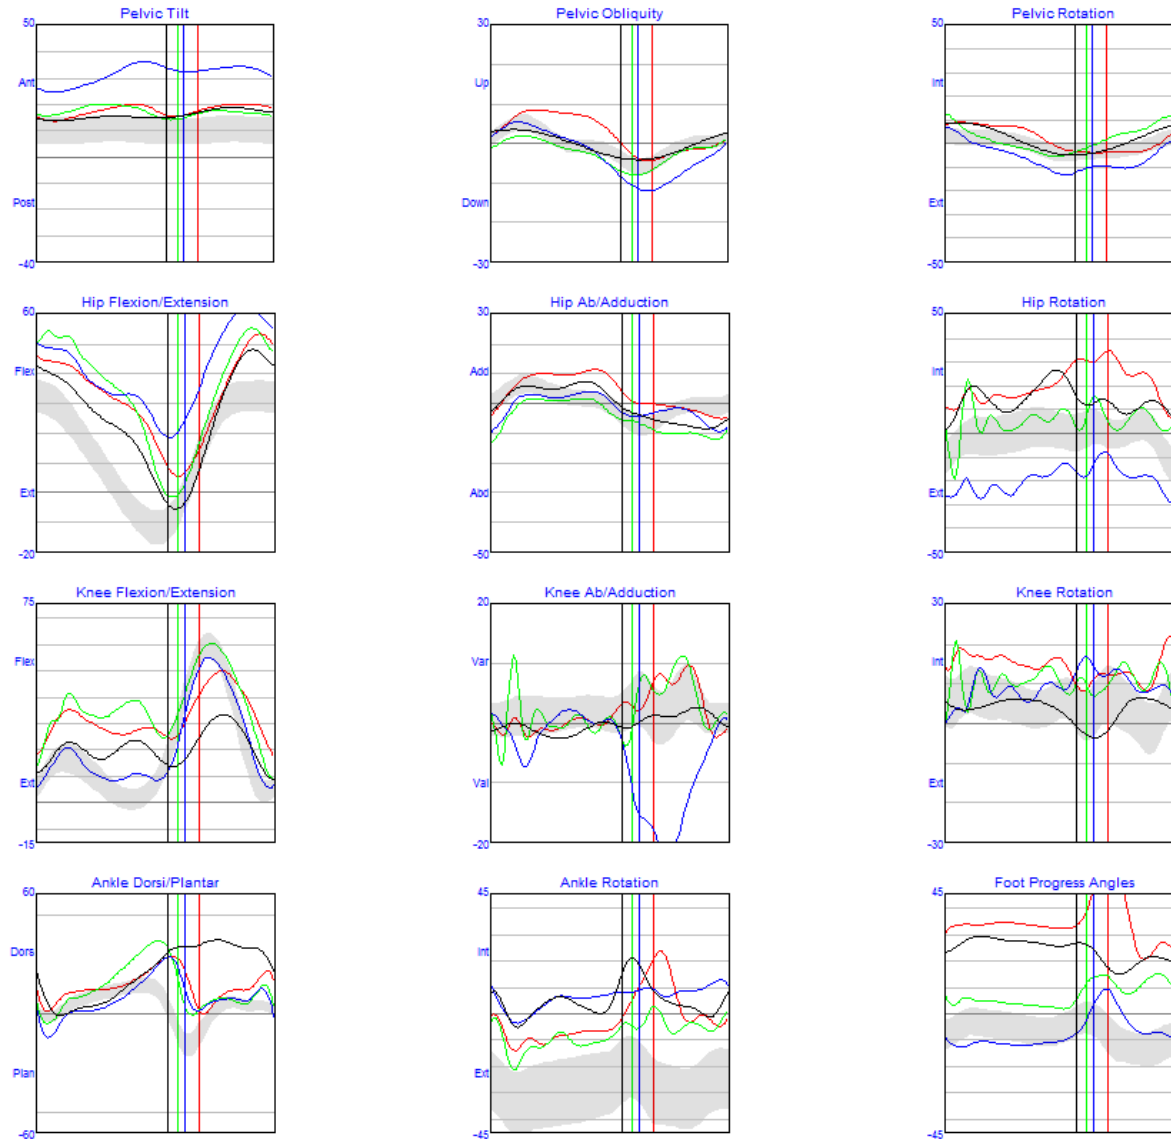 Pelvic Tilt
50
Ant
Post
-40
Pelvic Obliquity
30
Up
Down
-30
Pelvic Rotation
50
Int
Ext
-50
Hip Flexion/Extension
60
Flex
Ext
-20
Hip Ab/Adduction
30
Add
Abd
-50
Hip Rotation
50
Int
Ext
-50
Knee Flexion/Extension
75
Flex
Ext
-15
Knee Ab/Adduction
20
Var
Val
-20
Knee Rotation
30
Int
Ext
-30
Ankle Dorsi/Plantar
60
Dors
Plan
-60
Ankle Rotation
45
Int
Ext
-45
Foot Progress Angles
45
Int
Ext
-45